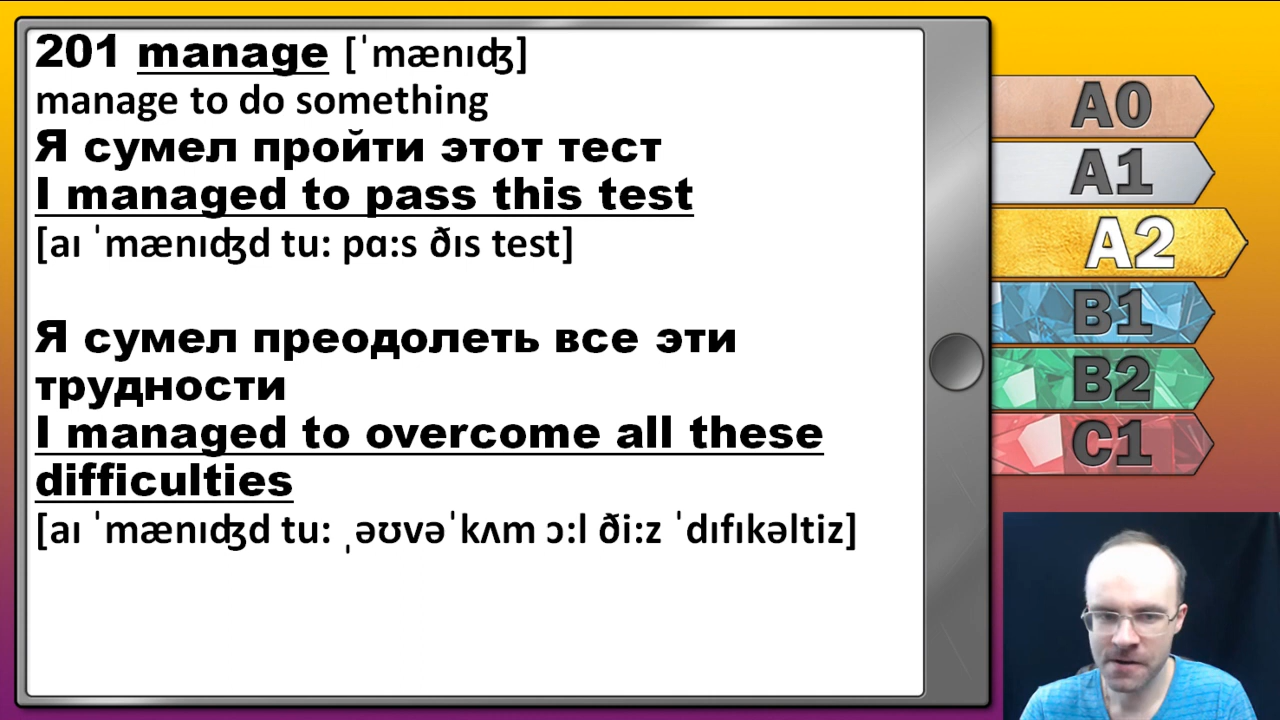 201 manage [ˈmænɪʤ]
manage to do something
Я сумел пройти этот тест
I managed to pass this test
[aɪ ˈmænɪʤd tu: pɑ:s ðɪs test]
Я сумел преодолеть все эти
трудности
I managed to overcome all these
difficulties
[aɪ ˈmænɪʤd tu: ˌəʊvəˈkʌm ɔ:l ði:z ˈdɪfɪkəltiz]
A0
A1
A2
B1
B2
C1